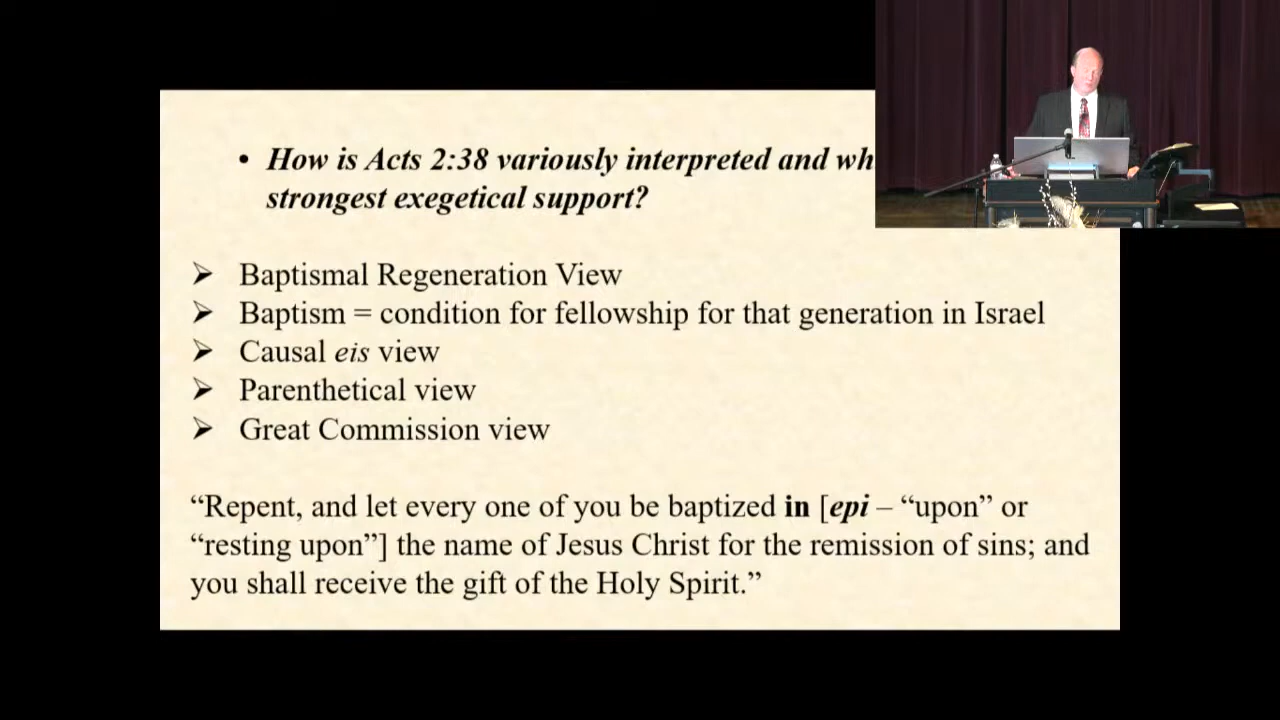 • How is Acts 2:38 variously interpreted and wh
strongest exegetical support?
➢ Baptismal Regeneration View
➢ Baptism = condition for fellowship for that generation in Israel
➢ Causal eis view
➢ Parenthetical view
➢ Great Commission view
“Repent, and let every one of you be baptized in [epi – “upon” or
“resting upon”] the name of Jesus Christ for the remission of sins; and
you shall receive the gift of the Holy Spirit.”